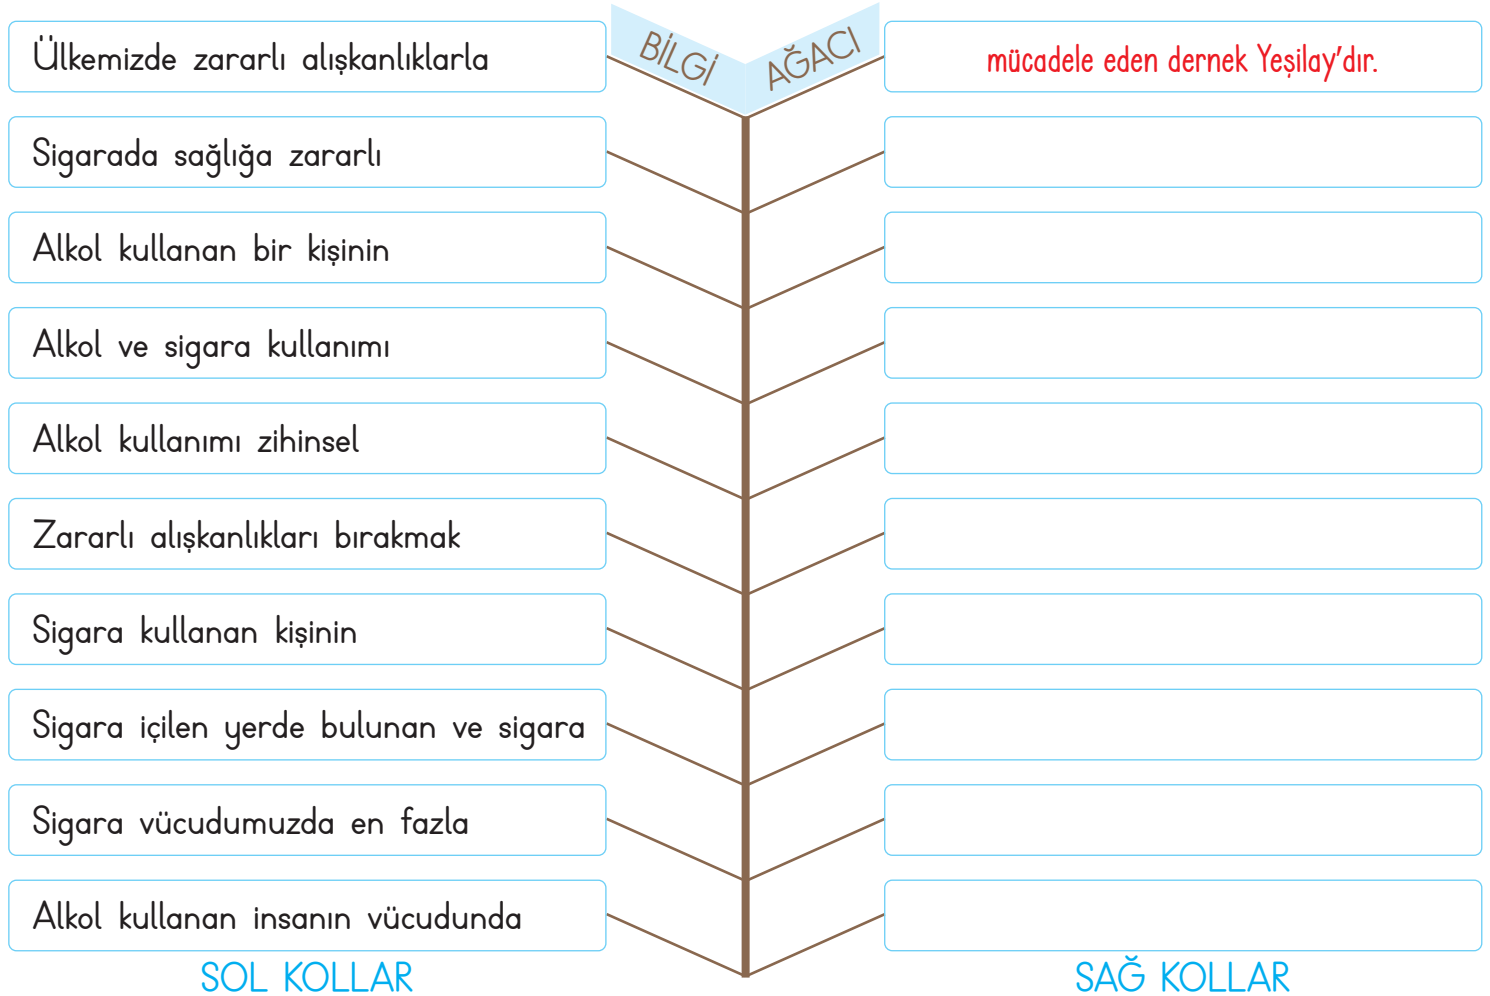 BİLGİ AĞACI
Ülkemizde zararlı alışkanlıklarla
mücadele eden dernek Yeşilay'dır.
Sigarada sağlığa zararlı
Alkol kullanan bir kişinin
Alkol ve sigara kullanımı
Alkol kullanımı zihinsel
Zararlı alışkanlıkları bırakmak
Sigara kullanan kişinin
Sigara içilen yerde bulunan ve sigara
Sigara vücudumuzda en fazla
Alkol kullanan insanın vücudunda
SOL KOLLAR
SAĞ KOLLAR